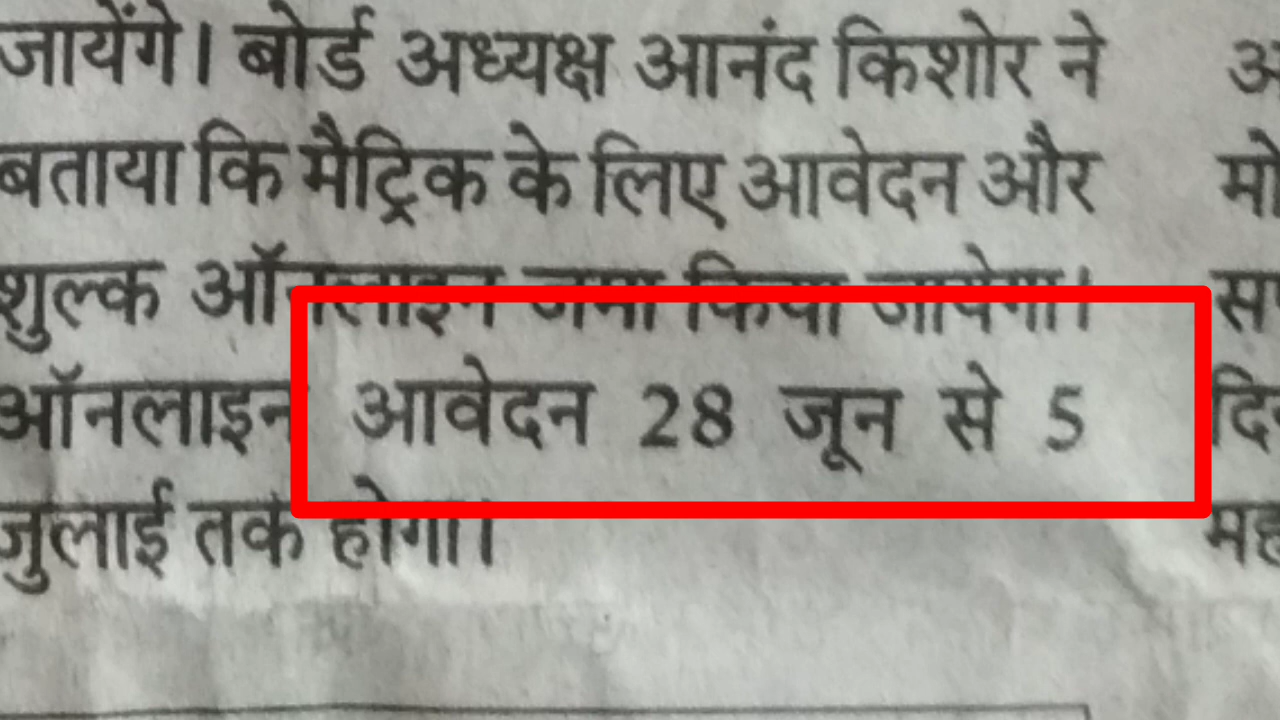 जायेंगे। बोर्ड अध्यक्ष आनंद किशोर ने
बताया कि मैट्रिक के लिए आवेदन और
शुल्क ऑनलाइन जमा किया जायेगा।
ऑनलाइन आवेदन 28 जून से 5
जुलाई तक होगा।